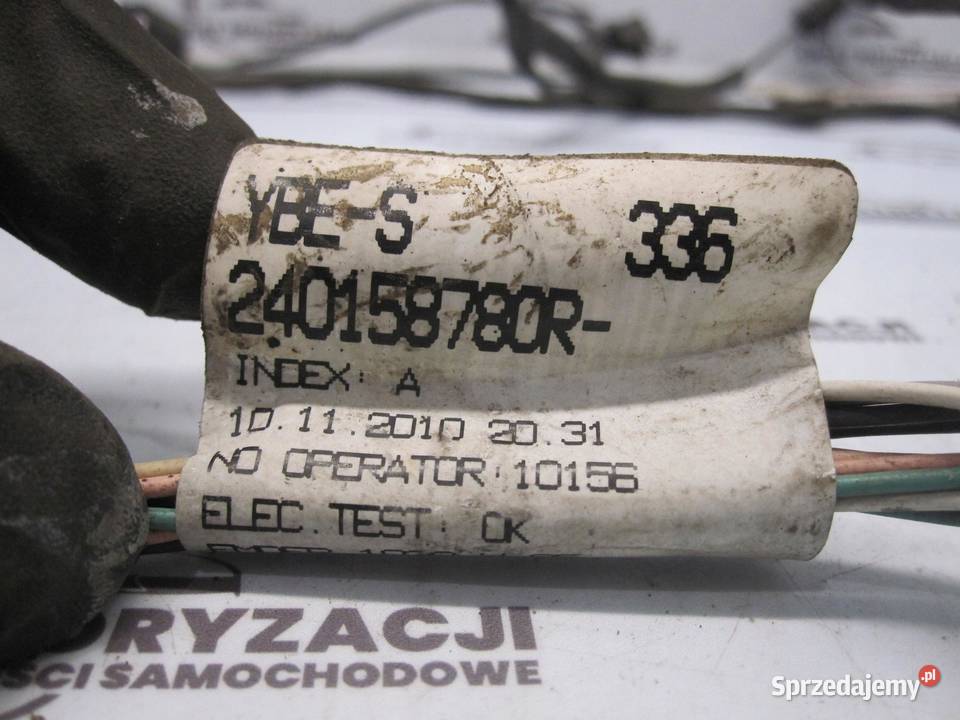 YBE-S 336
240158780R-
INDEX: A
10.11.2010 20.31
NO OPERATOR:10156
ELEC.TEST: OK
RYZACJI
ŚCI SAMOCHODOWE
Sprzedajemy.pl